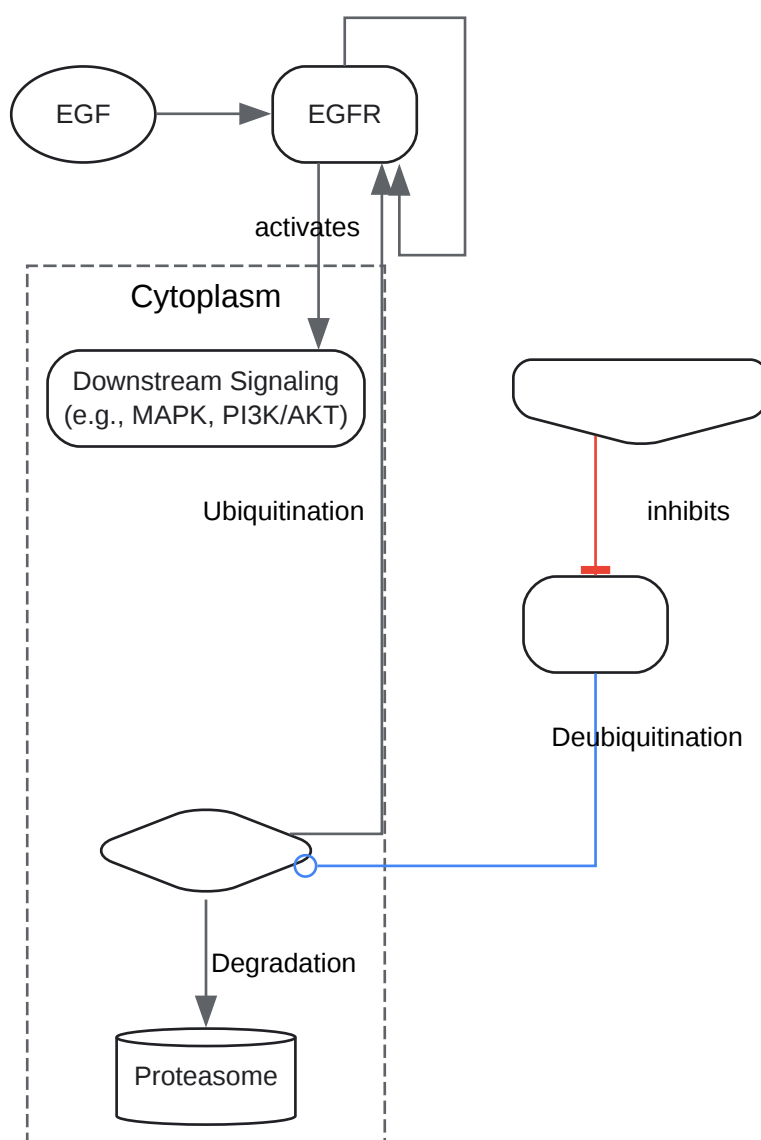 EGF
EGFR
activates
Cytoplasm
Downstream Signaling
(e.g., MAPK, PI3K/AKT)
Ubiquitination
inhibits
Deubiquitination
Degradation
Proteasome